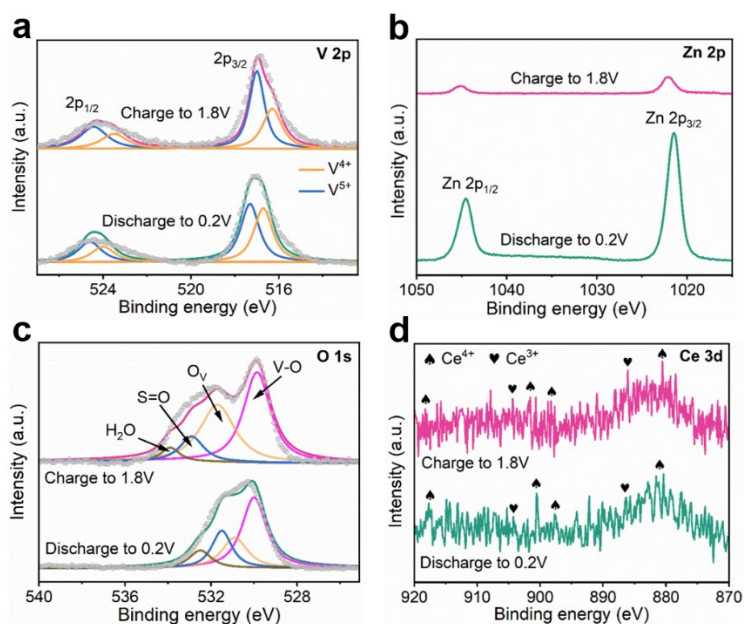 a
V 2p
2p3/2
2p1/2
Charge to 1.8V
V4+
V5+
Discharge to 0.2V
Intensity (a.u.)
524 520 516
Binding energy (eV)
b
Zn 2p
Charge to 1.8V
Zn 2p3/2
Zn 2p1/2
Discharge to 0.2V
Intensity (a.u.)
1050 1040 1030 1020
Binding energy (eV)
c
O 1s
OV
V-O
S=O
H2O
Charge to 1.8V
Discharge to 0.2V
Intensity (a.u.)
540 536 532 528
Binding energy (eV)
d
Ce 3d
♠ Ce4+ ♥ Ce3+
Charge to 1.8V
Discharge to 0.2V
Intensity (a.u.)
920 910 900 890 880 870
Binding energy (eV)